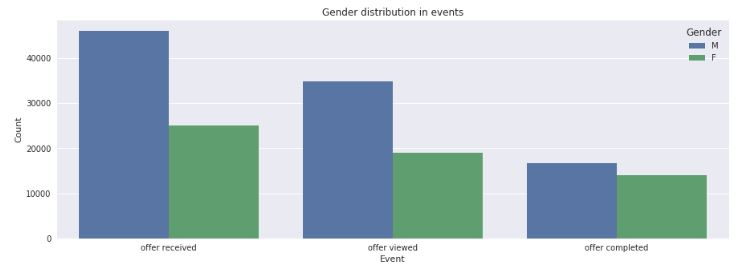 Gender distribution in events
Gender
M
F
Count
40000
30000
20000
10000
0
offer received offer viewed offer completed
Event